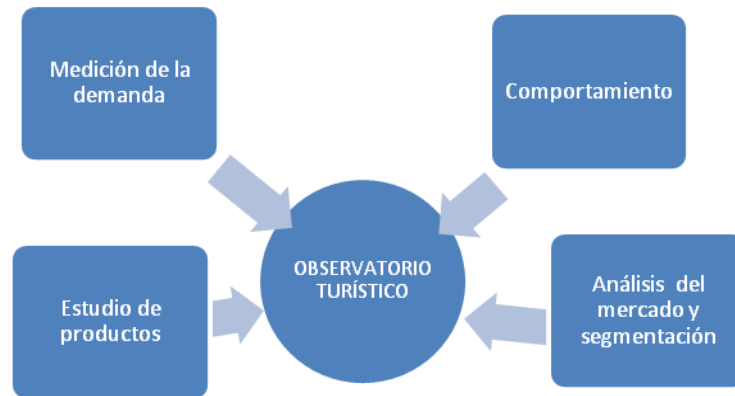 Medición de la
demanda
Comportamiento
OBSERVATORIO
TURÍSTICO
Estudio de
productos
Análisis del
mercado y
segmentación